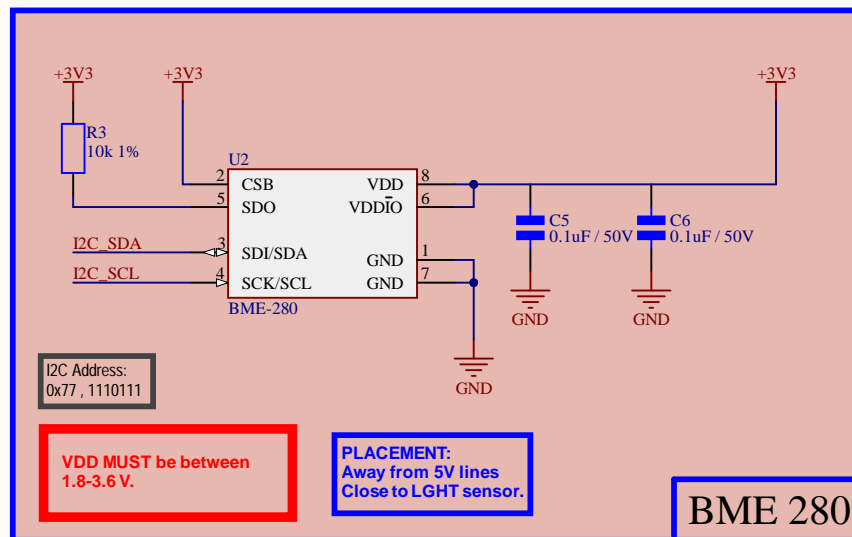 +3V3
+3V3
+3V3
R3
10k 1%
U2
2
CSB
VDD
8
5
SDO
VDDIO
6
I2C_SDA
3
SDI/SDA
GND
1
I2C_SCL
4
SCK/SCL
GND
7
BME-280
C5
0.1uF / 50V
C6
0.1uF / 50V
GND
GND
GND
I2C Address:
0x77 , 1110111
VDD MUST be between
1.8-3.6 V.
PLACEMENT:
Away from 5V lines
Close to LGHT sensor.
BME 280